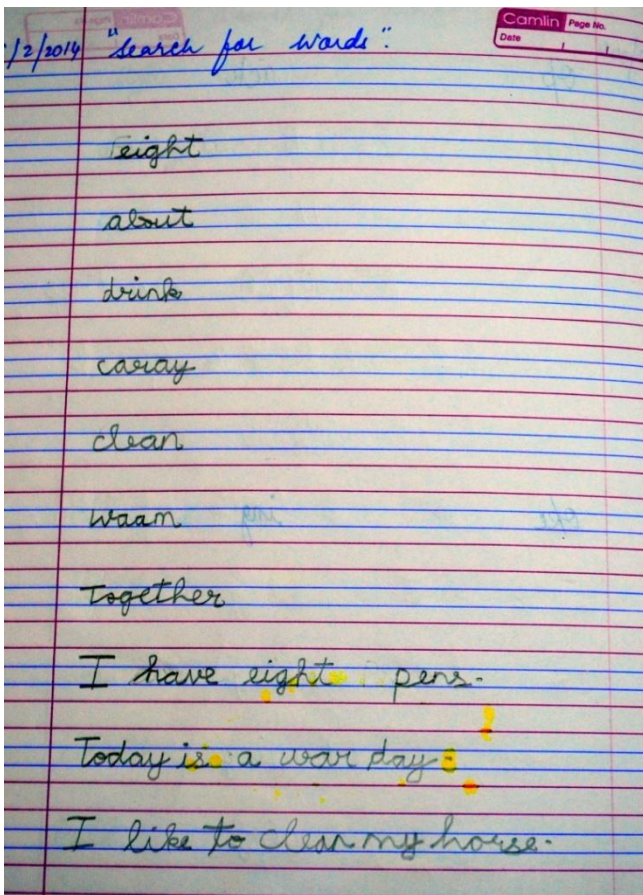 /2/2014 "Search for words".
Camlin Page No.
Date
eight
about
drink
caray
clean
waam
Together
I have eight pens.
Today is a war day.
I like to clean my horse.